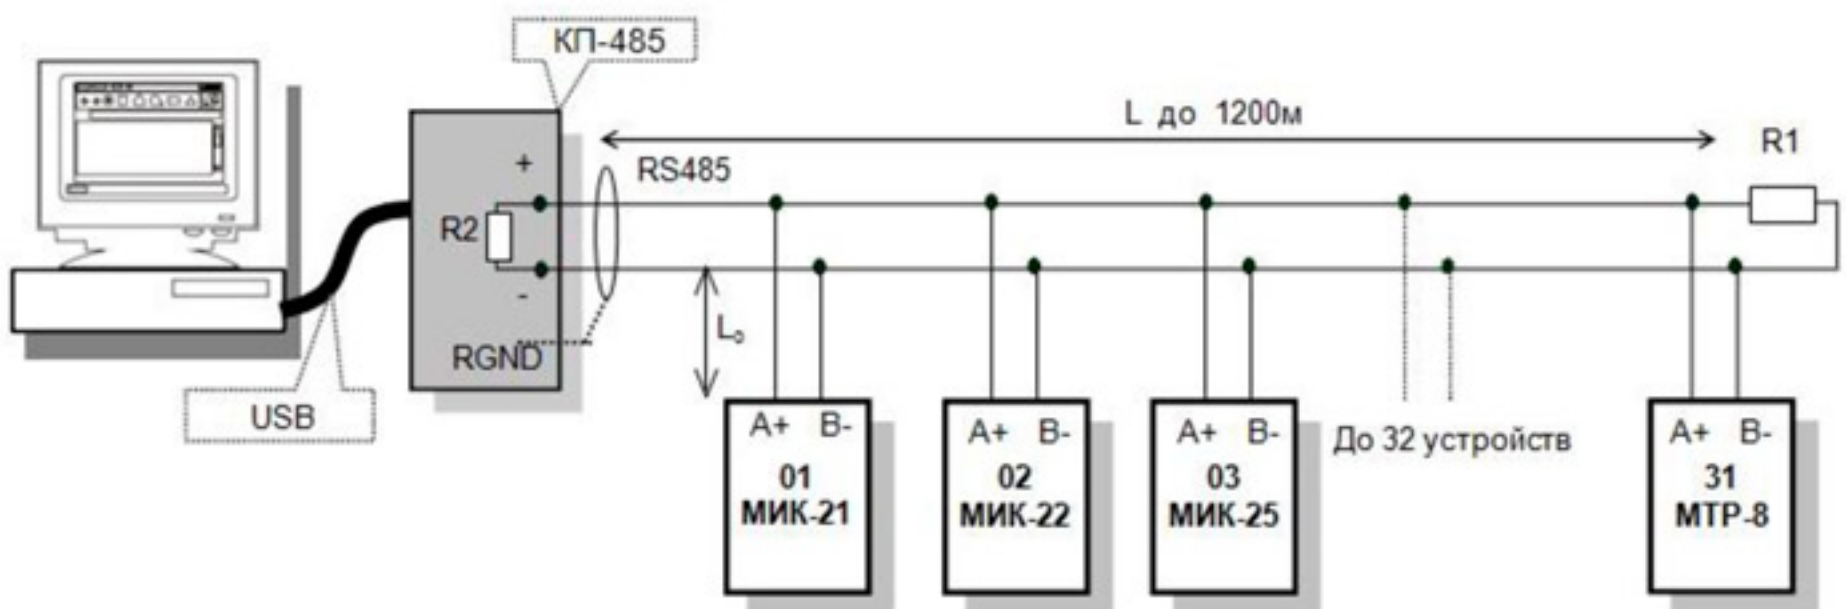 КП-485
L до 1200м
R1
+
RS485
R2
-
L₀
RGND
USB
A+ B-
01
МИК-21
A+ B-
02
МИК-22
A+ B-
03
МИК-25
До 32 устройств
A+ B-
31
МТР-8